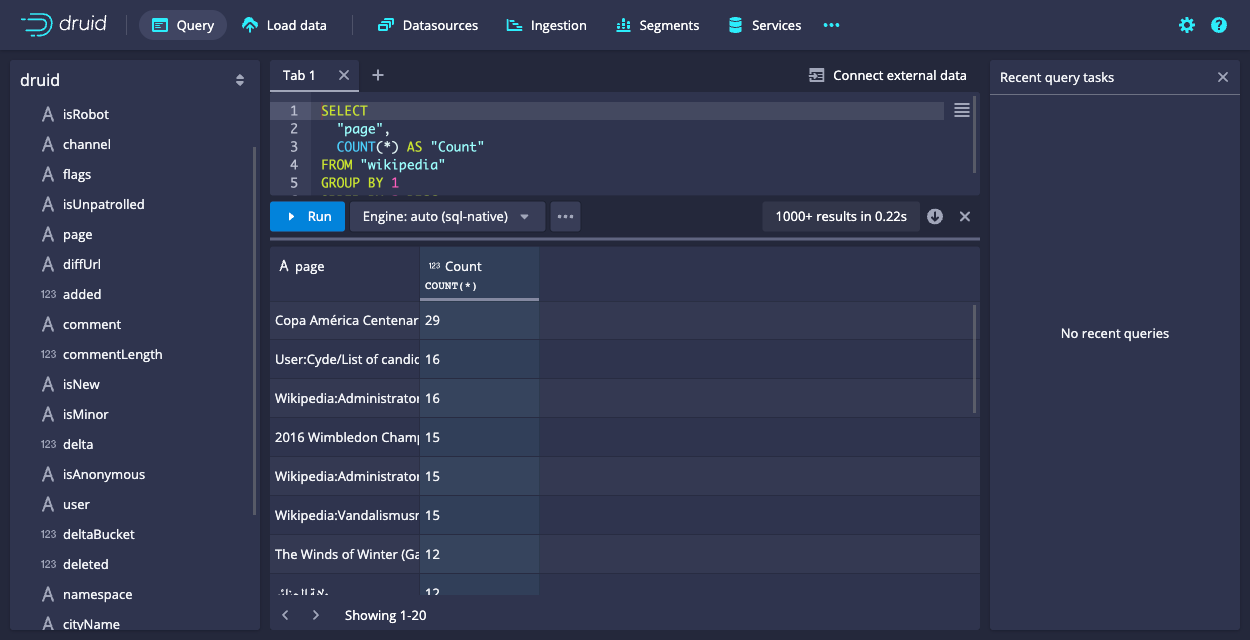 druid Query Load data Datasources Ingestion Segments Services
druid
isRobot
channel
flags
isUnpatrolled
page
diffUrl
123 added
comment
123 commentLength
isNew
isMinor
123 delta
isAnonymous
user
123 deltaBucket
123 deleted
namespace
cityName
Tab 1
Connect external data
1 SELECT
2 "page",
3 COUNT(*) AS "Count"
4 FROM "wikipedia"
5 GROUP BY 1
Run Engine: auto (sql-native) 1000+ results in 0.22s
page 123 Count
COUNT(*)
Copa América Centenar 29
User:Cyde/List of candid 16
Wikipedia:Administrator 16
2016 Wimbledon Champ 15
Wikipedia:Administrator 15
Wikipedia:Vandalismusr 15
The Winds of Winter (Ga 12
12
Showing 1-20
Recent query tasks
No recent queries